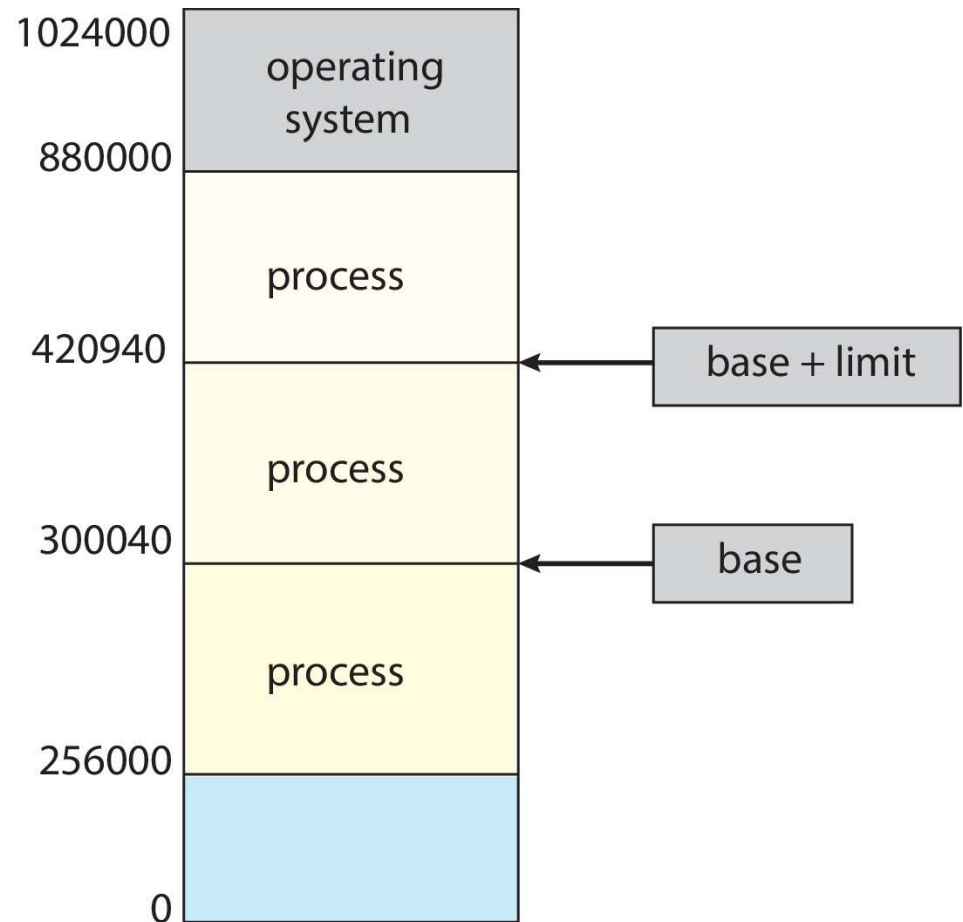 1024000
operating
system
880000
process
420940
base + limit
process
300040
base
process
256000
0